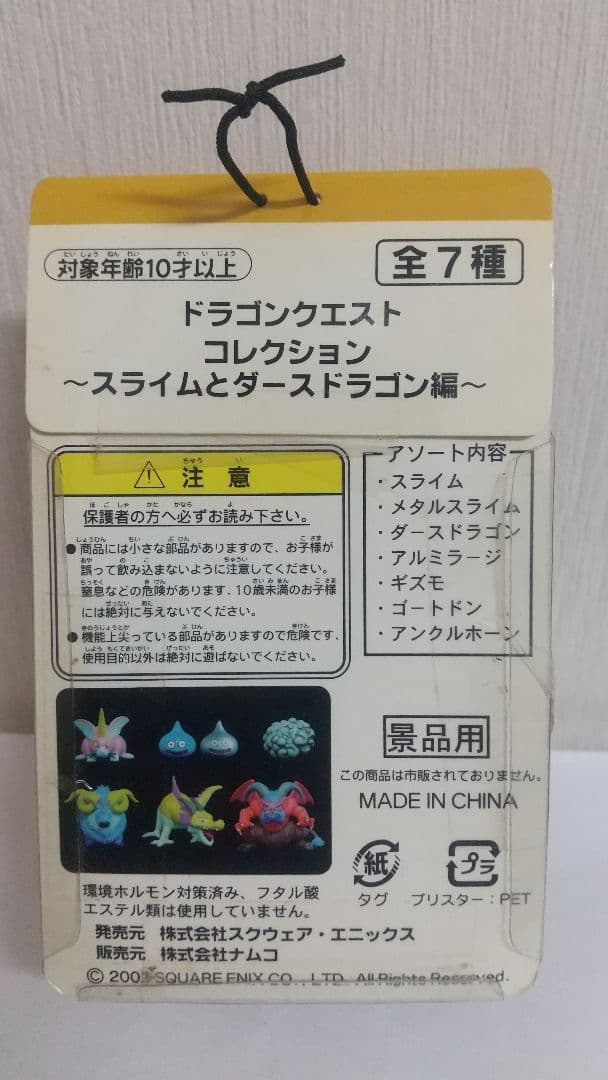 対象年齢10才以上
全7種
ドラゴンクエスト
コレクション
～スライムとダースドラゴン編～
注意
保護者の方へ必ずお読み下さい。
●商品には小さな部品がありますので、お子様が
誤って飲み込まないように注意してください。
窒息などの危険があります、10歳未満のお子様
には絶対に与えないでください。
●機能上尖っている部品がありますので危険です、
使用目的以外は絶対に遊ばないでください。
アソート内容
・スライム
・メタルスライム
・ダースドラゴン
・アルミラージ
・ギズモ
・ゴートドン
・アンクルホーン
景品用
この商品は市販されておりません。
MADE IN CHINA
紙
プラ
タグ
ブリスター：PET
環境ホルモン対策済み、フタル酸
エステル類は使用していません。
発売元 株式会社スクウェア・エニックス
販売元 株式会社ナムコ
© 2003 SQUARE ENIX CO., LTD. All Rights Reserved.